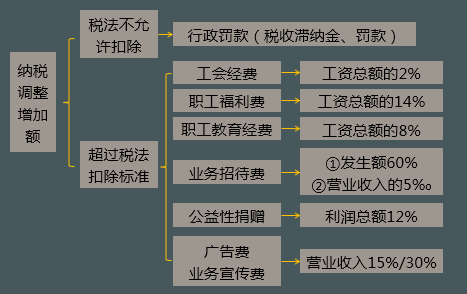 纳税
调整
增加
额
税法不允
许扣除
行政罚款（税收滞纳金、罚款）
超过税法
扣除标准
工会经费
工资总额的2%
职工福利费
工资总额的14%
职工教育经费
工资总额的8%
业务招待费
①发生额60%
②营业收入的5‰
公益性捐赠
利润总额12%
广告费
业务宣传费
营业收入15%/30%